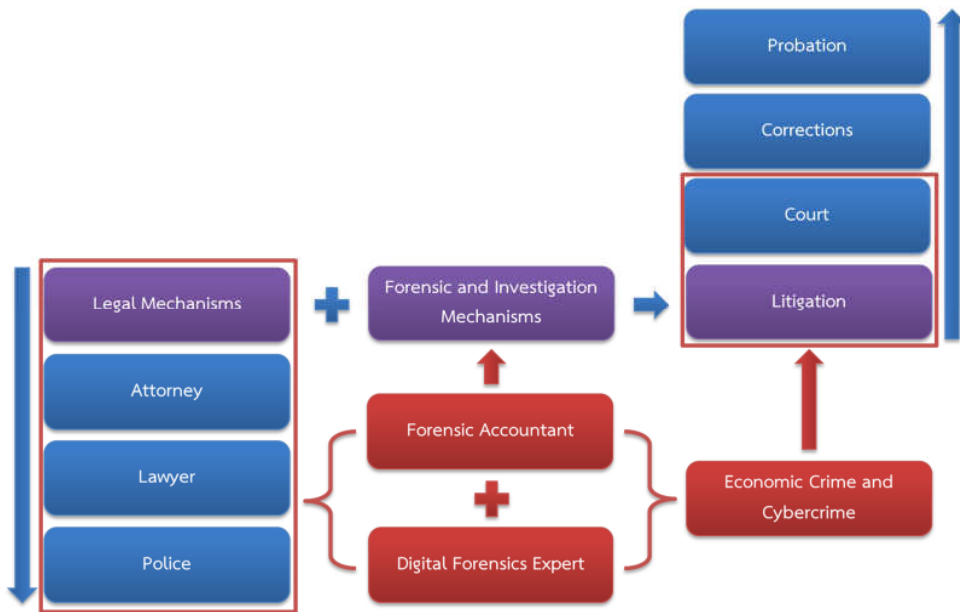 Probation
Corrections
Court
Litigation
Legal Mechanisms
Attorney
Lawyer
Police
Forensic and Investigation
Mechanisms
Forensic Accountant
Digital Forensics Expert
Economic Crime and
Cybercrime